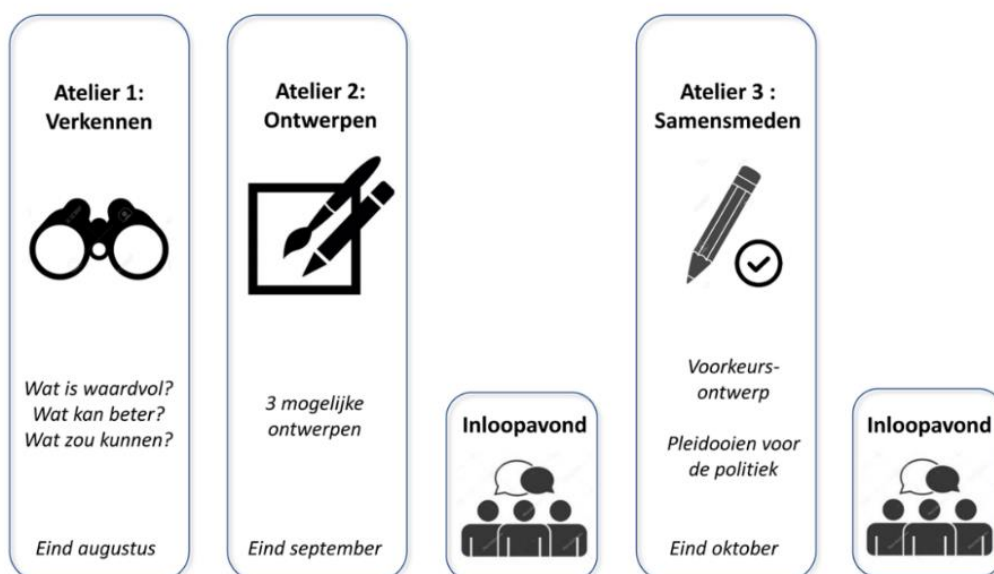 Atelier 1:
Verkennen
Wat is waardvol?
Wat kan beter?
Wat zou kunnen?
Eind augustus
Atelier 2:
Ontwerpen
3 mogelijke
ontwerpen
Eind september
Inloopavond
Atelier 3 :
Samensmeden
Voorkeurs-
ontwerp
Pleidooien voor
de politiek
Eind oktober
Inloopavond